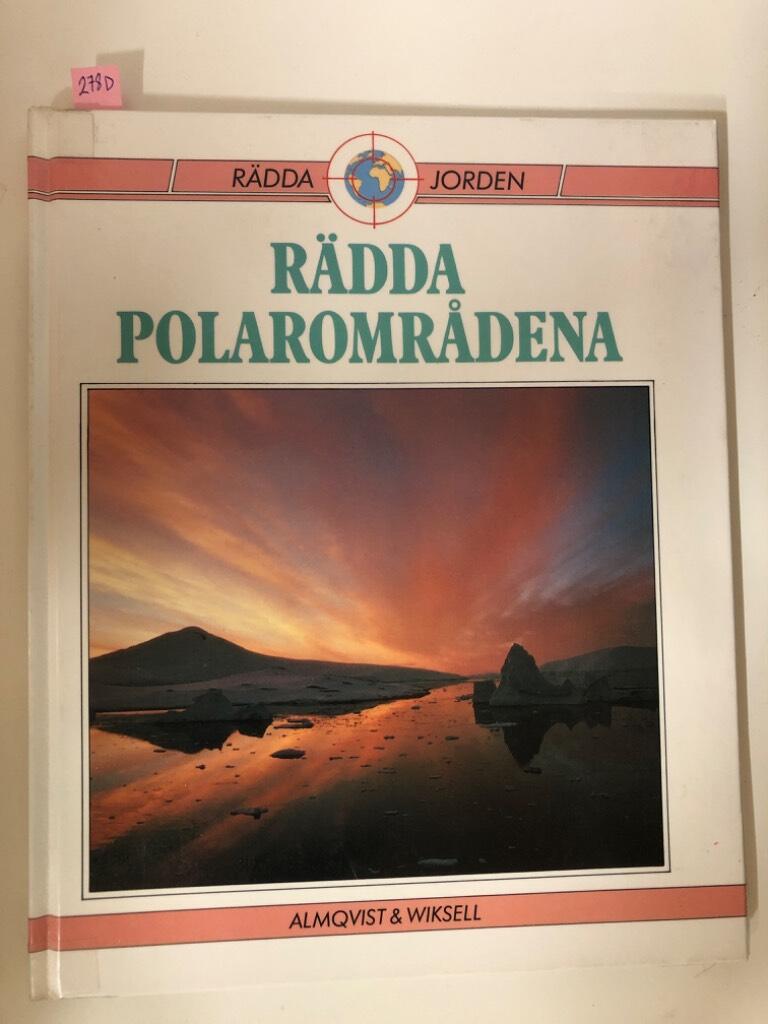 278D
RÄDDA JORDEN
RÄDDA
POLAROMRÅDENA
ALMQVIST & WIKSELL